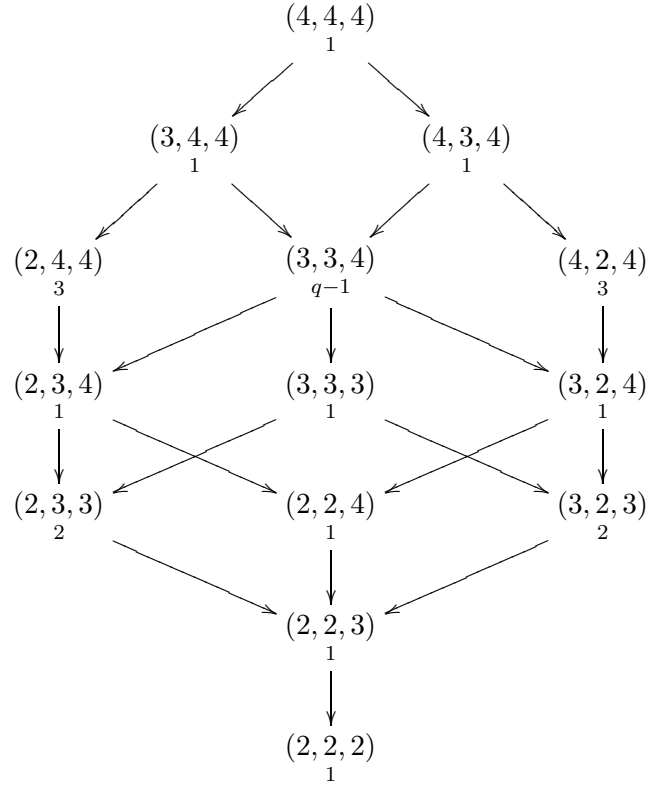 (4, 4, 4)
1
(3, 4, 4) (4, 3, 4)
1 1
(2, 4, 4) (3, 3, 4) (4, 2, 4)
3 q−1 3
(2, 3, 4) (3, 3, 3) (3, 2, 4)
1 1 1
(2, 3, 3) (2, 2, 4) (3, 2, 3)
2 1 2
(2, 2, 3)
1
(2, 2, 2)
1